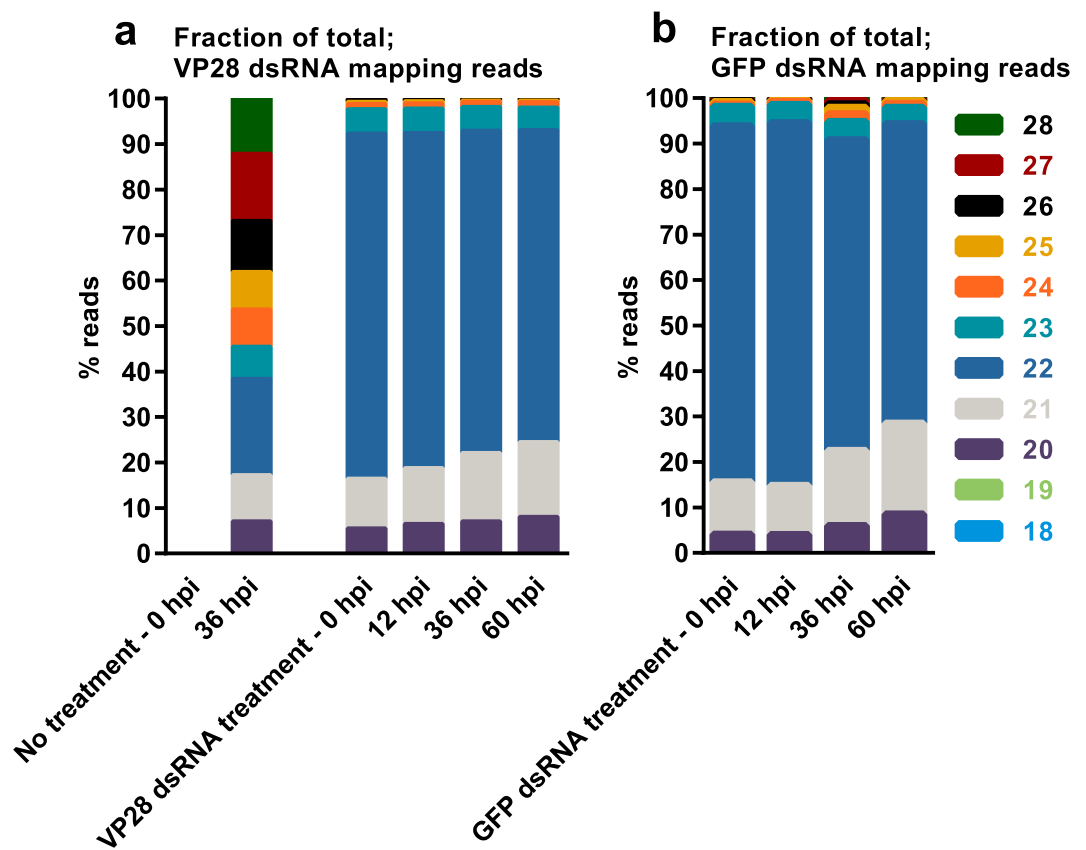 a
Fraction of total;
VP28 dsRNA mapping reads
% reads
100
90
80
70
60
50
40
30
20
10
0
No treatment - 0 hpi
36 hpi
VP28 dsRNA treatment - 0 hpi
12 hpi
36 hpi
60 hpi
b
Fraction of total;
GFP dsRNA mapping reads
% reads
100
90
80
70
60
50
40
30
20
10
0
GFP dsRNA treatment - 0 hpi
12 hpi
36 hpi
60 hpi
28
27
26
25
24
23
22
21
20
19
18